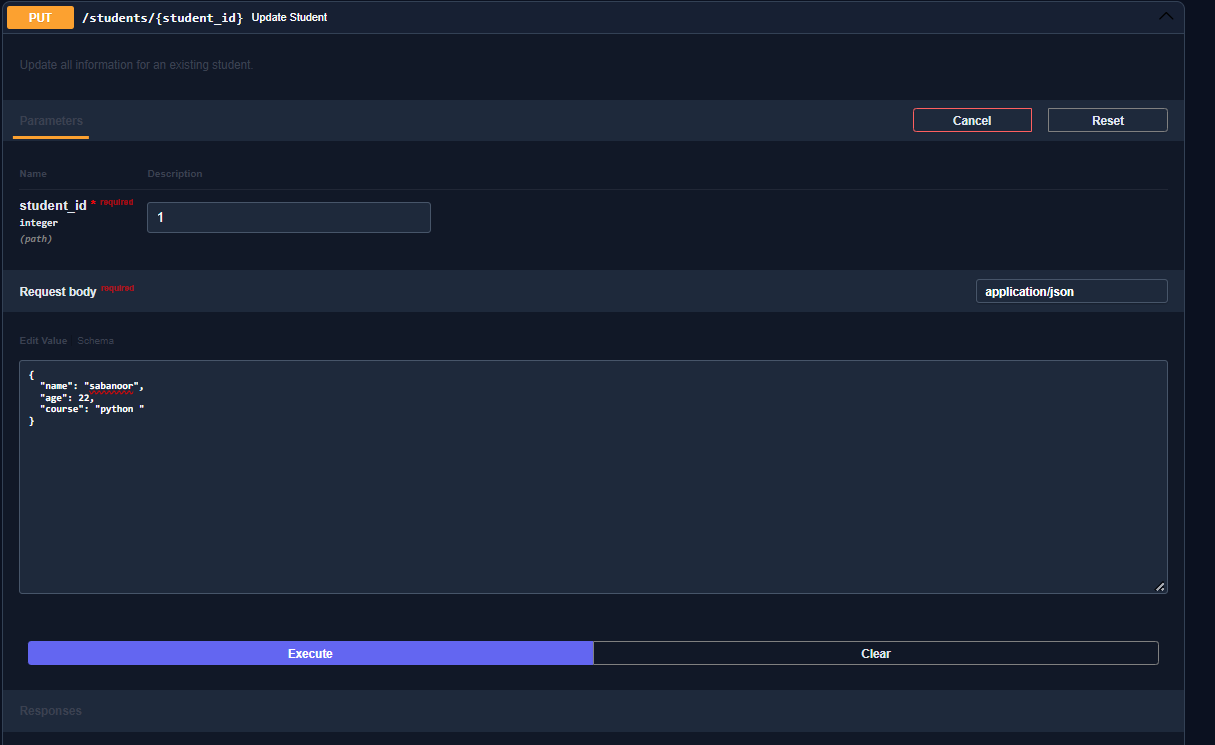 PUT /students/{student_id} Update Student
Update all information for an existing student.
Parameters
Cancel Reset
Name Description
student_id * required
integer
(path)
1
Request body required
application/json
Edit Value Schema
{
"name": "sabanoor",
"age": 22,
"course": "python "
}
Execute Clear
Responses